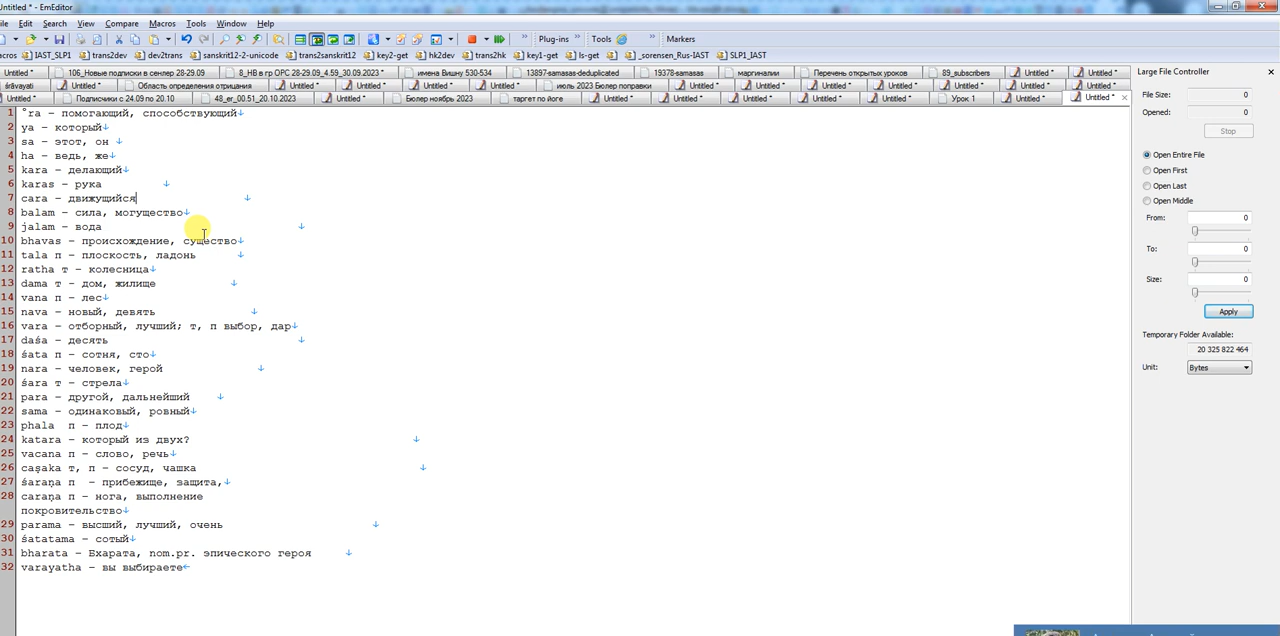 Untitled * - EmEditor
ile Edit Search View Compare Macros Tools Window Help
Plug-ins Tools Markers
acros IAST_SLP1 trans2dev dev2trans sanskrit12-2-unicode trans2sanskrit12 key2-get hk2dev trans2hk key1-get ls-get _sorensen_Rus-IAST SLP1_IAST
Untitled * 106_Новые подписки в сенлер 28-29.09 8_НВ в гр ОРС 28-29.09_4.59_30.09.2023 * имена Вишну 530-534 13897-samasas-deduplicated 19378-samasas маргиналии Перечень открытых уроков 89_subscribers Untitled * Untitled *
śrāvayati Untitled * Область определения отрицания Untitled * Untitled * Untitled * Untitled * июль 2023 Бюлер поправки Untitled * Untitled * Untitled * Untitled * Untitled * Untitled *
Untitled * Подписчики с 24.09 по 20.10 48_er_00.51_20.10.2023 Untitled * Бюлер ноябрь 2023 таргет по йоге Untitled * Untitled * Untitled * Untitled * Untitled * Урок 1 Untitled * Untitled *
1 °ra – помогающий, способствующий
2 ya – который
3 sa – этот, он
4 ha – ведь, же
5 kara – делающий
6 karas – рука
7 cara – движущийся
8 balam – сила, могущество
9 jalam – вода
10 bhavas – происхождение, существо
11 tala п – плоскость, ладонь
12 ratha т – колесница
13 dama т – дом, жилище
14 vana п – лес
15 nava – новый, девять
16 vara – отборный, лучший; т, п выбор, дар
17 daśa – десять
18 śata п – сотня, сто
19 nara – человек, герой
20 śara т – стрела
21 para – другой, дальнейший
22 sama – одинаковый, ровный
23 phala п – плод
24 katara – который из двух?
25 vacana п – слово, речь
26 caṣaka т, п – сосуд, чашка
27 śaraṇa п – прибежище, защита,
28 caraṇa п – нога, выполнение
покровительство
29 parama – высший, лучший, очень
30 śatatama – сотый
31 bharata – Бхарата, nom.pr. эпического героя
32 varayatha – вы выбираете
Large File Controller
File Size: 0
Opened: 0
Stop
Open Entire File
Open First
Open Last
Open Middle
From: 0
To: 0
Size: 0
Apply
Temporary Folder Available:
20 325 822 464
Unit: Bytes